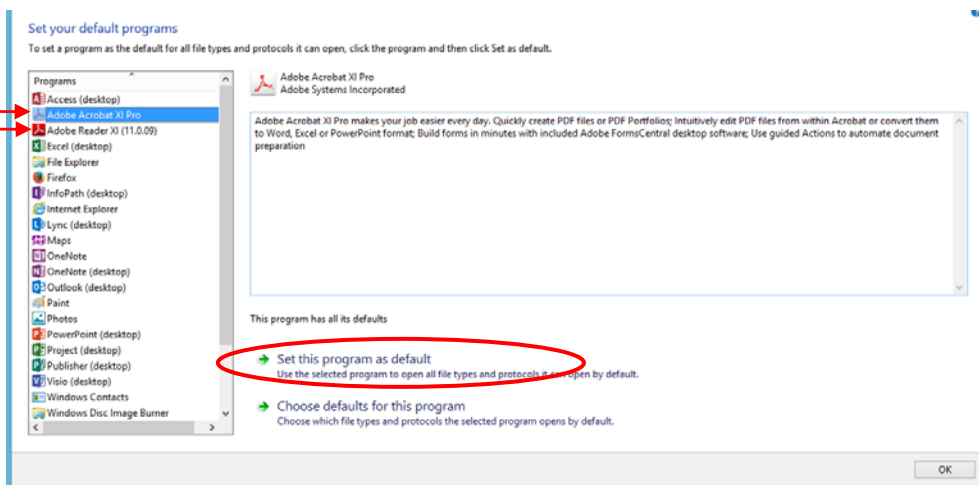 Set your default programs
To set a program as the default for all file types and protocols it can open, click the program and then click Set as default.
Programs
Access (desktop)
Adobe Acrobat XI Pro
Adobe Reader XI (11.0.09)
Excel (desktop)
File Explorer
Firefox
InfoPath (desktop)
Internet Explorer
Lync (desktop)
Maps
OneNote
OneNote (desktop)
Outlook (desktop)
Paint
Photos
PowerPoint (desktop)
Project (desktop)
Publisher (desktop)
Visio (desktop)
Windows Contacts
Windows Disc Image Burner
Adobe Acrobat XI Pro
Adobe Systems Incorporated
Adobe Acrobat XI Pro makes your job easier every day. Quickly create PDF files or PDF Portfolios; Intuitively edit PDF files from within Acrobat or convert them
to Word, Excel or PowerPoint format; Build forms in minutes with included Adobe FormsCentral desktop software; Use guided Actions to automate document
preparation
This program has all its defaults
Set this program as default
Use the selected program to open all file types and protocols it can open by default.
Choose defaults for this program
Choose which file types and protocols the selected program opens by default.
OK